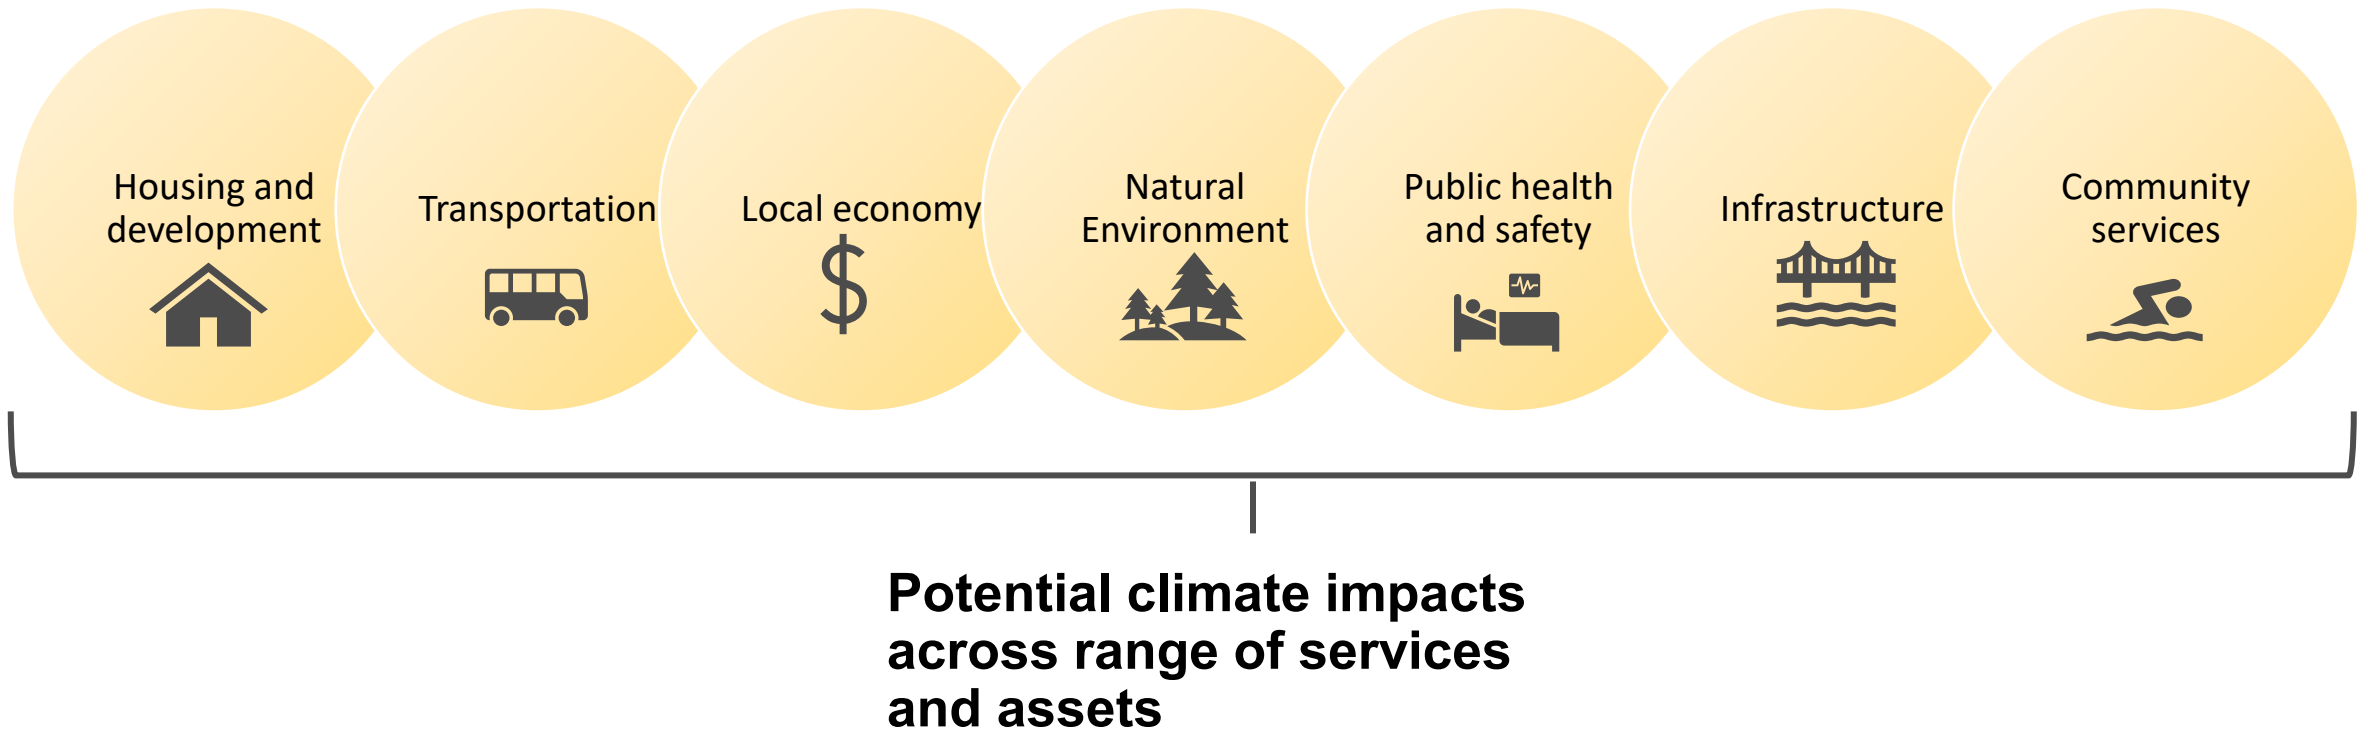 Housing and
development
Transportation
Local economy
Natural
Environment
Public health
and safety
Infrastructure
Community
services
Potential climate impacts
across range of services
and assets